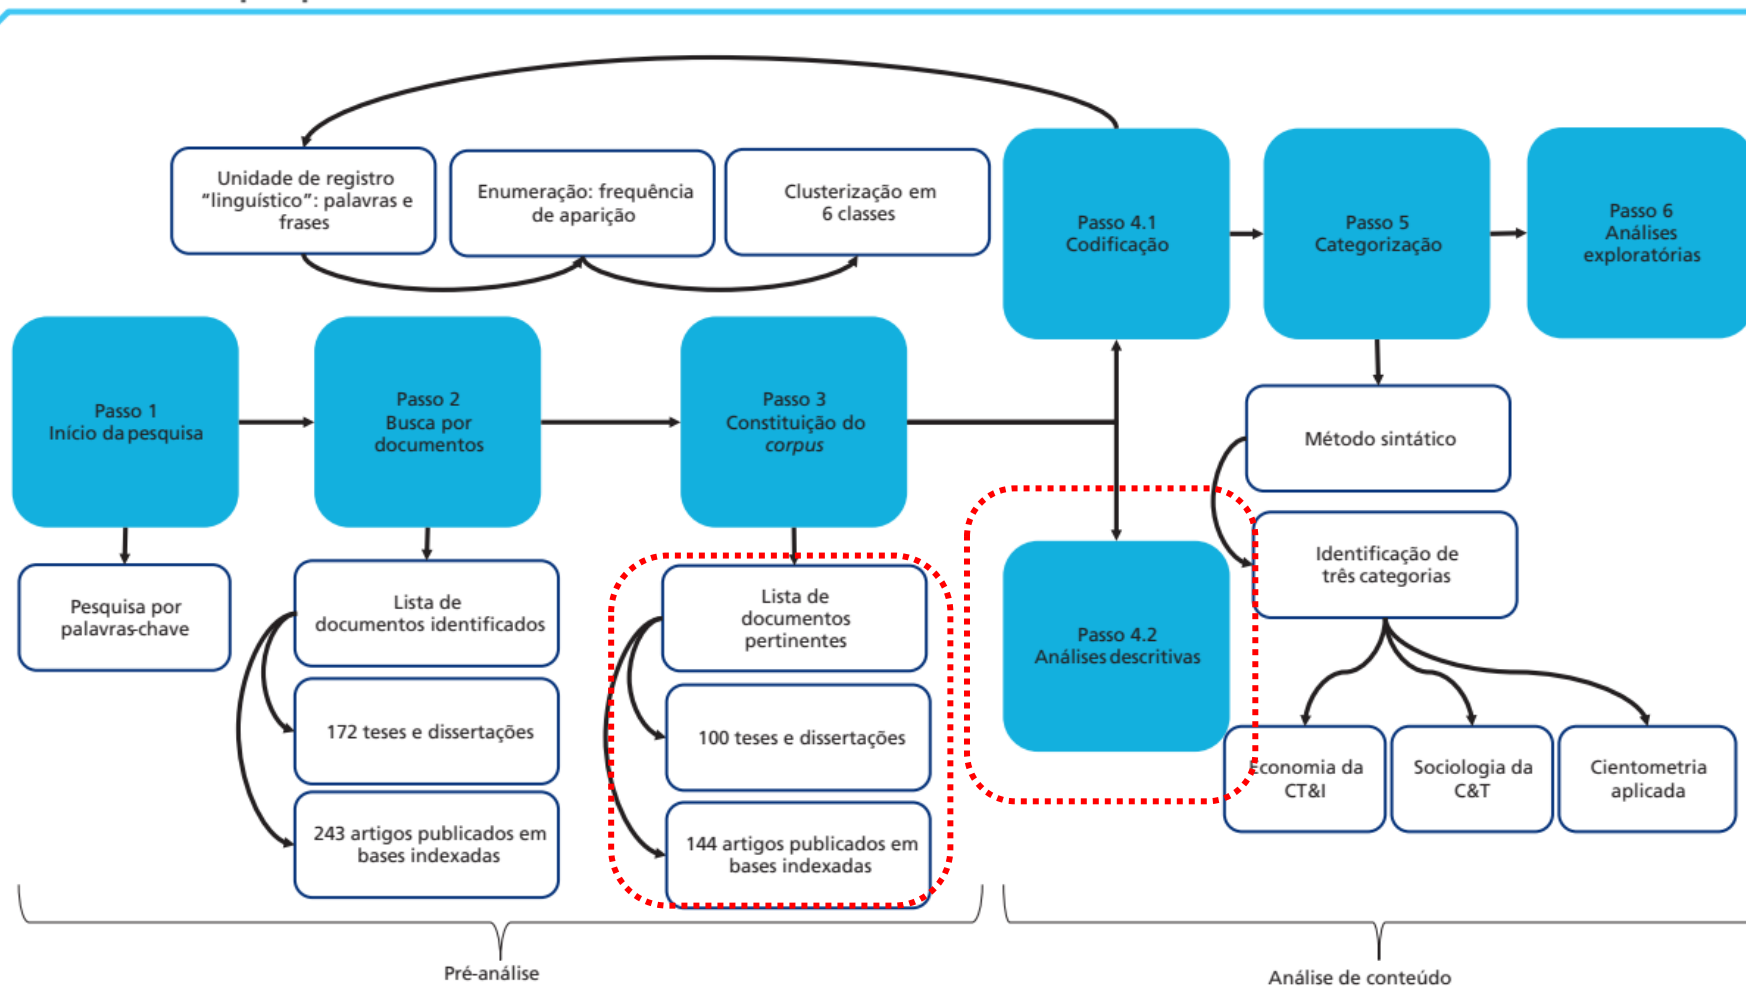 Unidade de registro
“linguístico”: palavras e
frases
Enumeração: frequência
de aparição
Clusterização em
6 classes
Passo 4.1
Codificação
Passo 5
Categorização
Passo 6
Análises
exploratórias
Passo 1
Início da pesquisa
Passo 2
Busca por
documentos
Passo 3
Constituição do
corpus
Método sintático
Pesquisa por
palavras-chave
Lista de
documentos identificados
172 teses e dissertações
243 artigos publicados em
bases indexadas
Lista de
documentos
pertinentes
100 teses e dissertações
144 artigos publicados em
bases indexadas
Passo 4.2
Análises descritivas
Identificação de
três categorias
Economia da
CT&I
Sociologia da
C&T
Cientometria
aplicada
Pré-análise
Análise de conteúdo